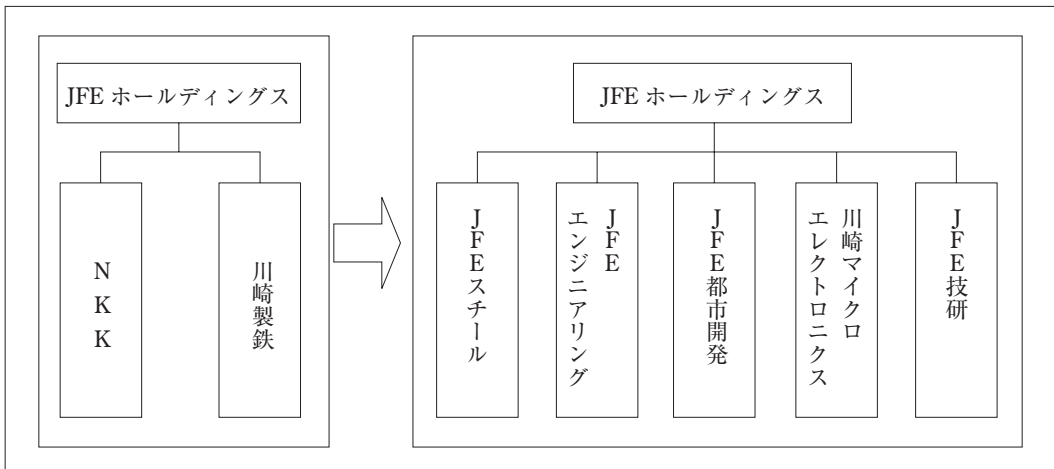 JFE ホールディングス
NKK
川崎製鉄
JFE ホールディングス
JFEスチール
JFE
エンジニアリング
JFE都市開発
川崎マイクロ
エレクトロニクス
JFE技研